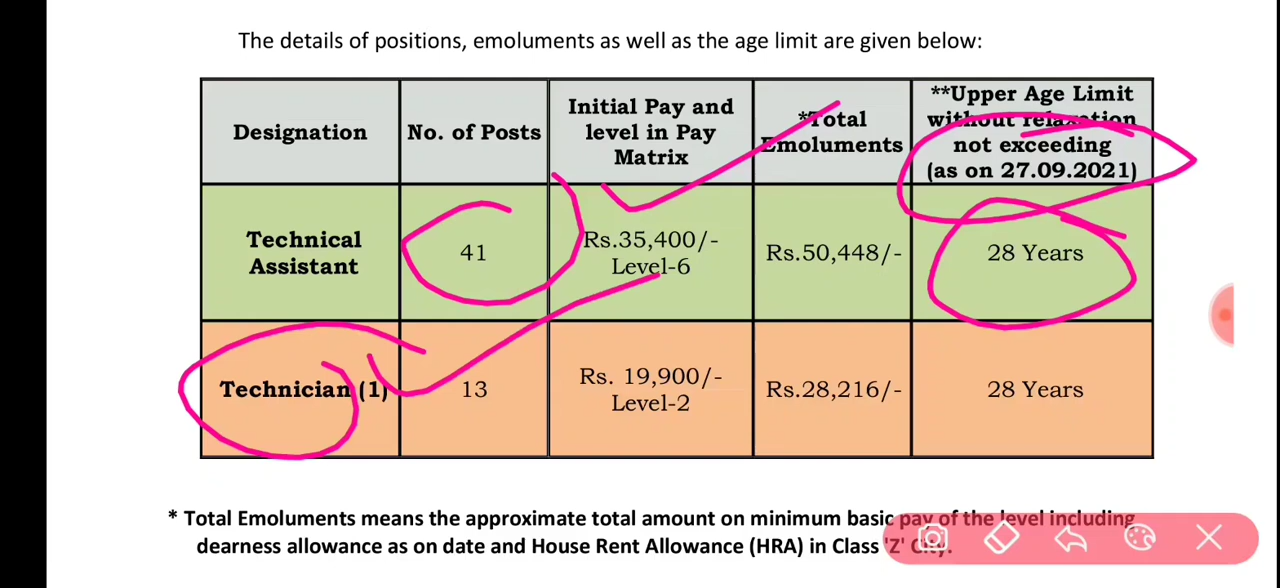 The details of positions, emoluments as well as the age limit are given below:
Designation
No. of Posts
Initial Pay and
level in Pay
Matrix
*Total
Emoluments
**Upper Age Limit
without relaxation
not exceeding
(as on 27.09.2021)
Technical
Assistant
41
Rs.35,400/-
Level-6
Rs.50,448/-
28 Years
Technician (1)
13
Rs. 19,900/-
Level-2
Rs.28,216/-
28 Years
* Total Emoluments means the approximate total amount on minimum basic pay of the level including
dearness allowance as on date and House Rent Allowance (HRA) in Class 'Z' City.